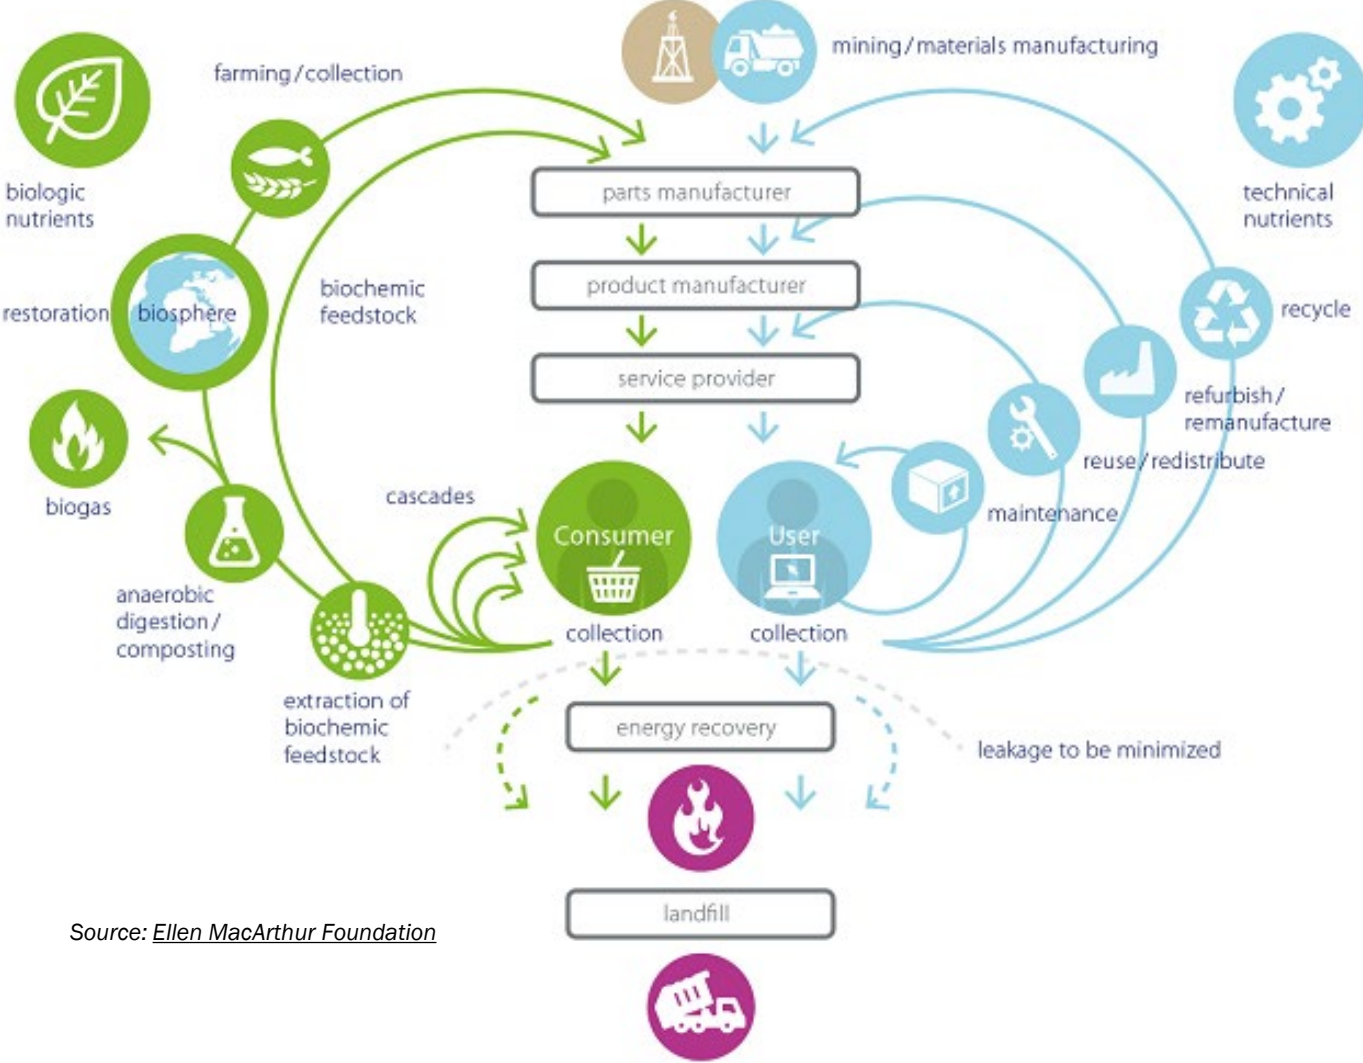 mining/materials manufacturing
farming/collection
biologic
nutrients
technical
nutrients
parts manufacturer
biochemic
feedstock
product manufacturer
restoration
biosphere
recycle
service provider
refurbish/
remanufacture
reuse/redistribute
biogas
cascades
maintenance
Consumer
User
anaerobic
digestion/
composting
collection
collection
extraction of
biochemic
feedstock
energy recovery
leakage to be minimized
landfill
Source: Ellen MacArthur Foundation